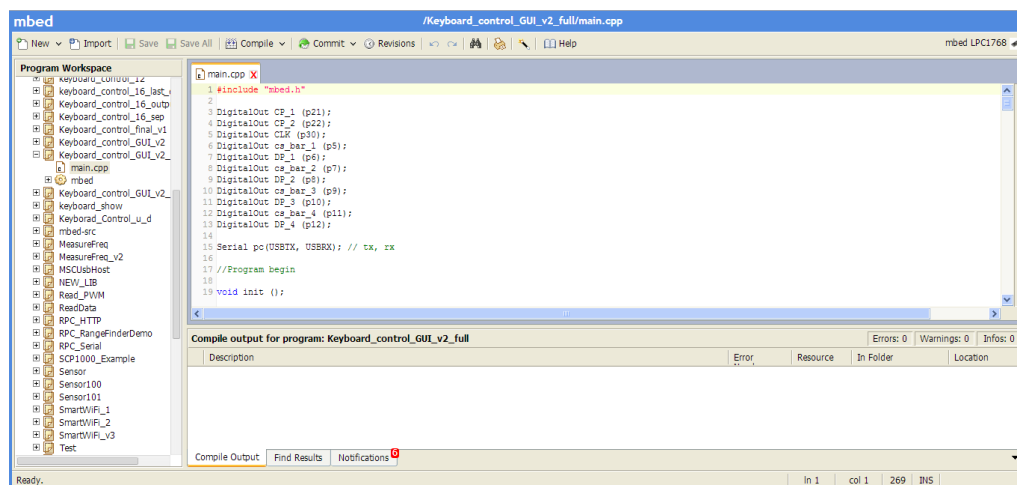 mbed /Keyboard_control_GUI_v2_full/main.cpp
New Import Save Save All Compile Commit Revisions Help mbed LPC1768
Program Workspace
keyboard_control_12
keyboard_control_16_last_
Keyboard_control_16_outp
Keyboard_control_16_sep
Keyboard_control_final_v1
Keyboard_control_GUI_v2
Keyboard_control_GUI_v2_
main.cpp
mbed
Keyboard_control_GUI_v2_
keyboard_show
Keyborad_Control_u_d
mbed-src
MeasureFreq
MeasureFreq_v2
MSCUsbHost
NEW_LIB
Read_PWM
ReadData
RPC_HTTP
RPC_RangeFinderDemo
RPC_Serial
SCP1000_Example
Sensor
Sensor100
Sensor101
SmartWiFi_1
SmartWiFi_2
SmartWiFi_v3
Test
main.cpp X
1 #include "mbed.h"
2
3 DigitalOut CP_1 (p21);
4 DigitalOut CP_2 (p22);
5 DigitalOut CLK (p30);
6 DigitalOut cs_bar_1 (p5);
7 DigitalOut DP_1 (p6);
8 DigitalOut cs_bar_2 (p7);
9 DigitalOut DP_2 (p8);
10 DigitalOut cs_bar_3 (p9);
11 DigitalOut DP_3 (p10);
12 DigitalOut cs_bar_4 (p11);
13 DigitalOut DP_4 (p12);
14
15 Serial pc(USBTX, USBRX); // tx, rx
16
17 //Program begin
18
19 void init ();
Compile output for program: Keyboard_control_GUI_v2_full Errors: 0 Warnings: 0 Infos: 0
Description Error Resource In Folder Location
Compile Output Find Results Notifications 6
Ready. ln 1 col 1 269 INS